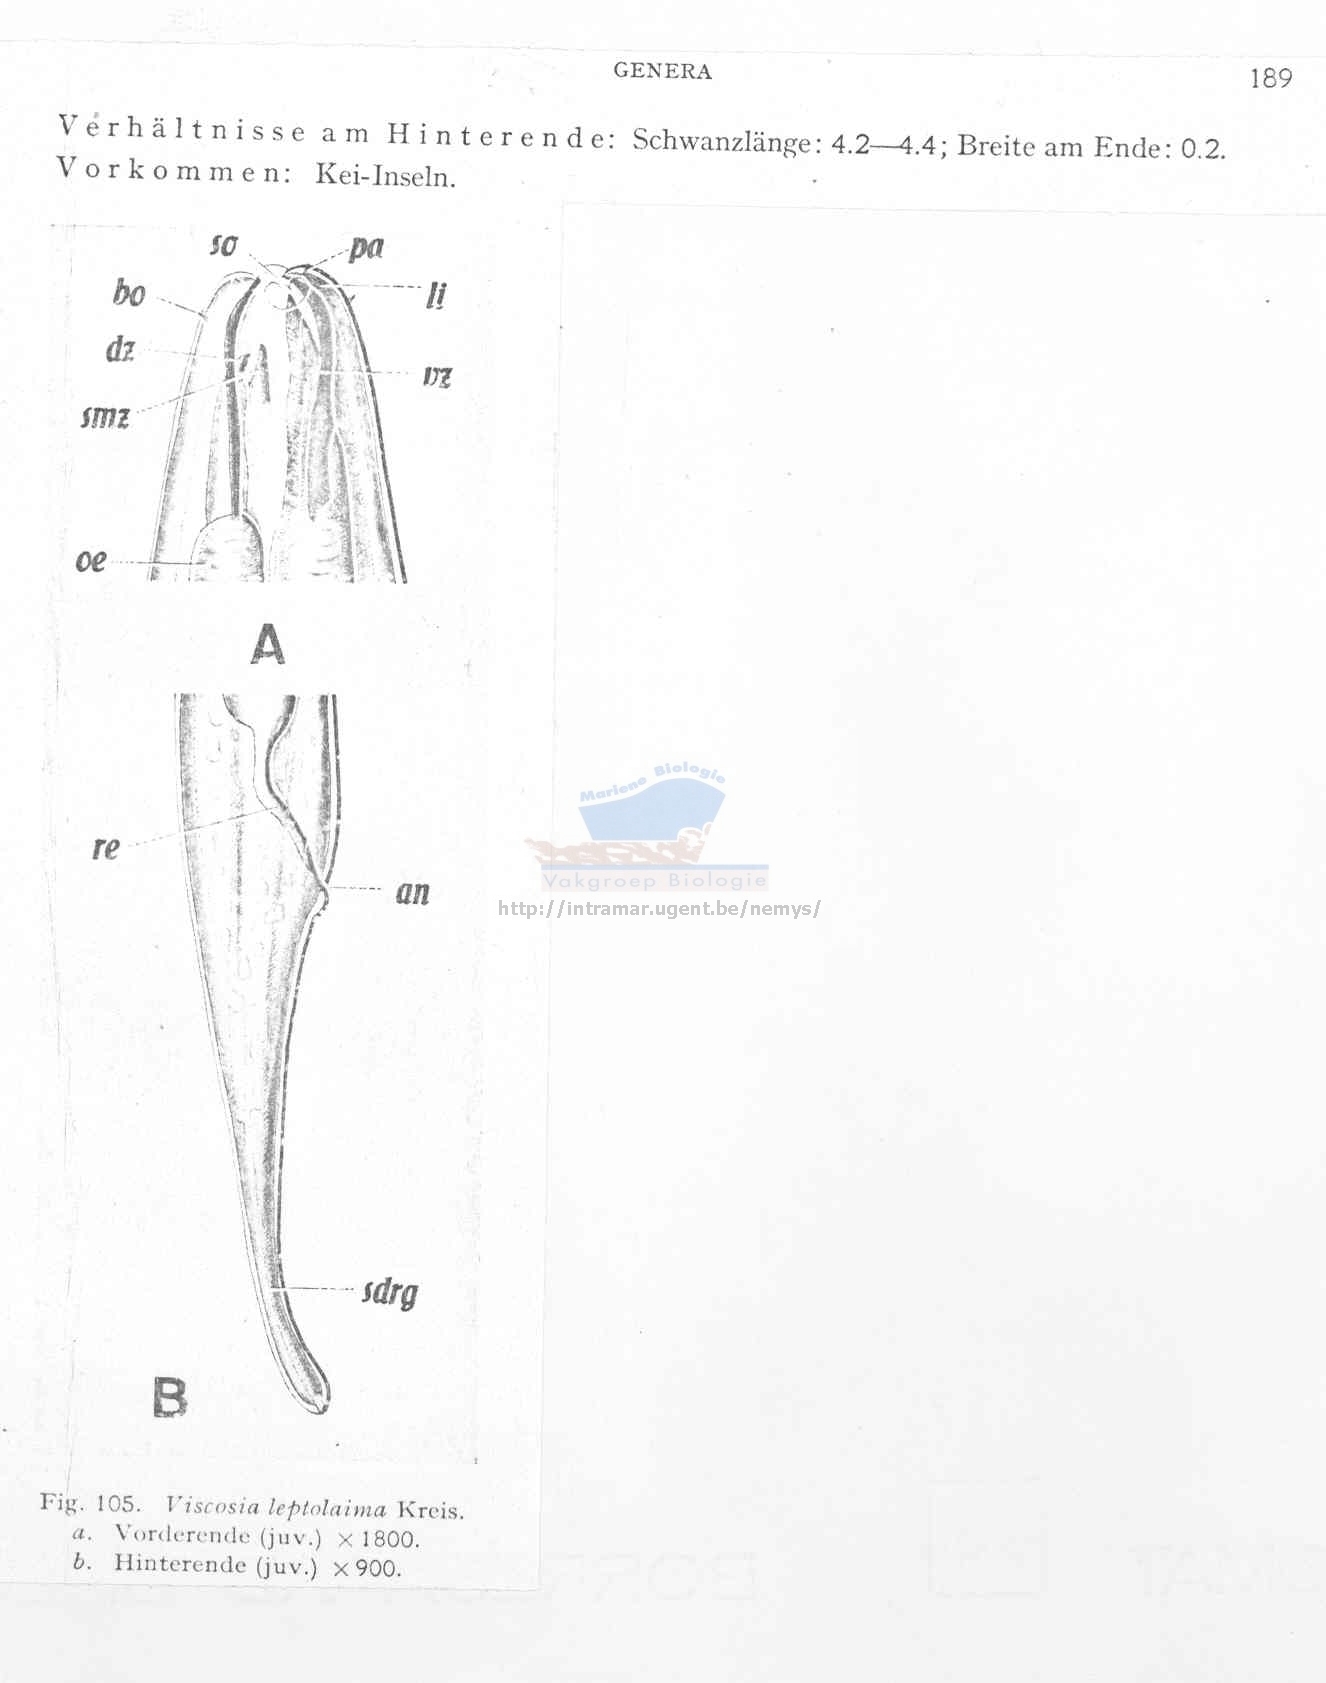 GENERA
189
Verhältnisse am Hinterende: Schwanzlänge: 4.2—4.4; Breite am Ende: 0.2.
Vorkommen: Kei-Inseln.
so
pa
bo
li
dz
vz
smz
oe
A
re
an
sdrg
B
Mariene Biologie
Vakgroep Biologie
http://intramar.ugent.be/nemys/
Fig. 105. Viscosia leptolaima Kreis.
a. Vorderende (juv.) × 1800.
b. Hinterende (juv.) × 900.